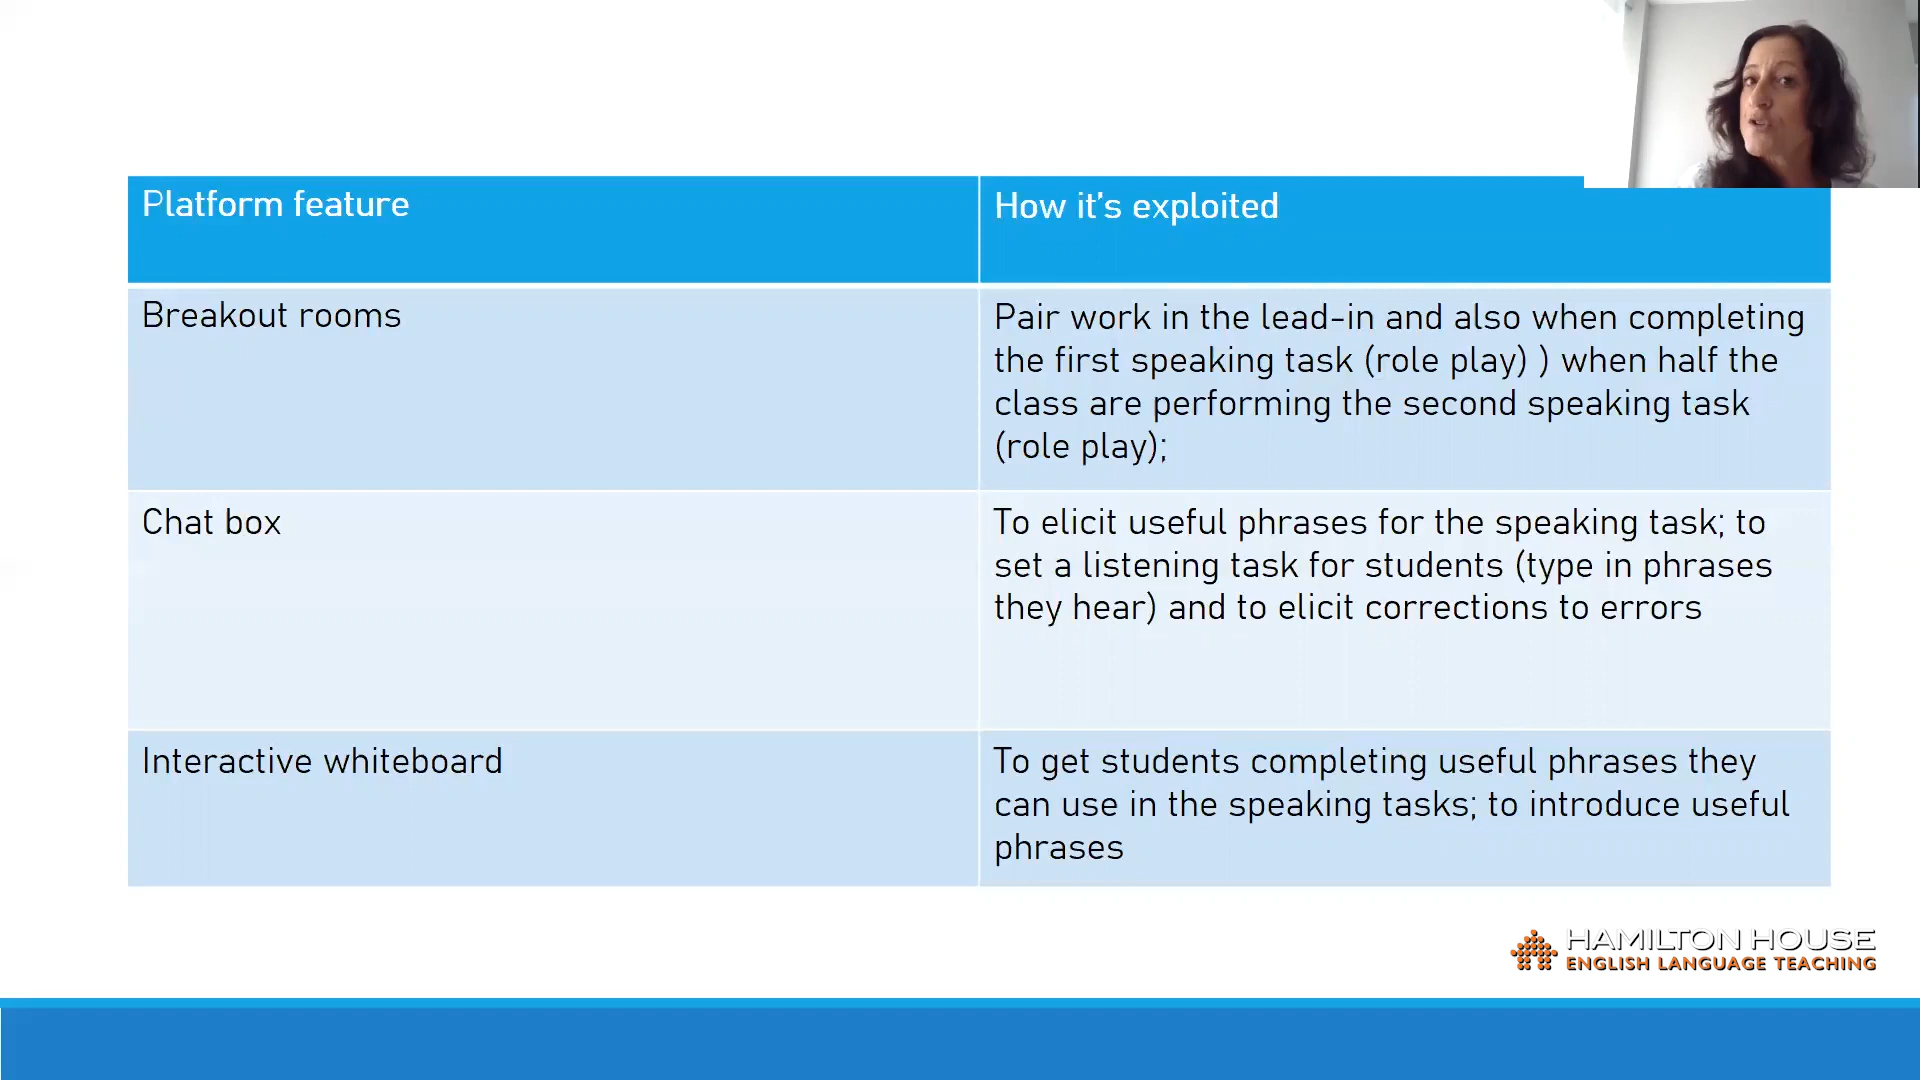 Platform feature
How it's exploited
Breakout rooms
Pair work in the lead-in and also when completing
the first speaking task (role play) ) when half the
class are performing the second speaking task
(role play);
Chat box
To elicit useful phrases for the speaking task; to
set a listening task for students (type in phrases
they hear) and to elicit corrections to errors
Interactive whiteboard
To get students completing useful phrases they
can use in the speaking tasks; to introduce useful
phrases
HAMILTON HOUSE
ENGLISH LANGUAGE TEACHING